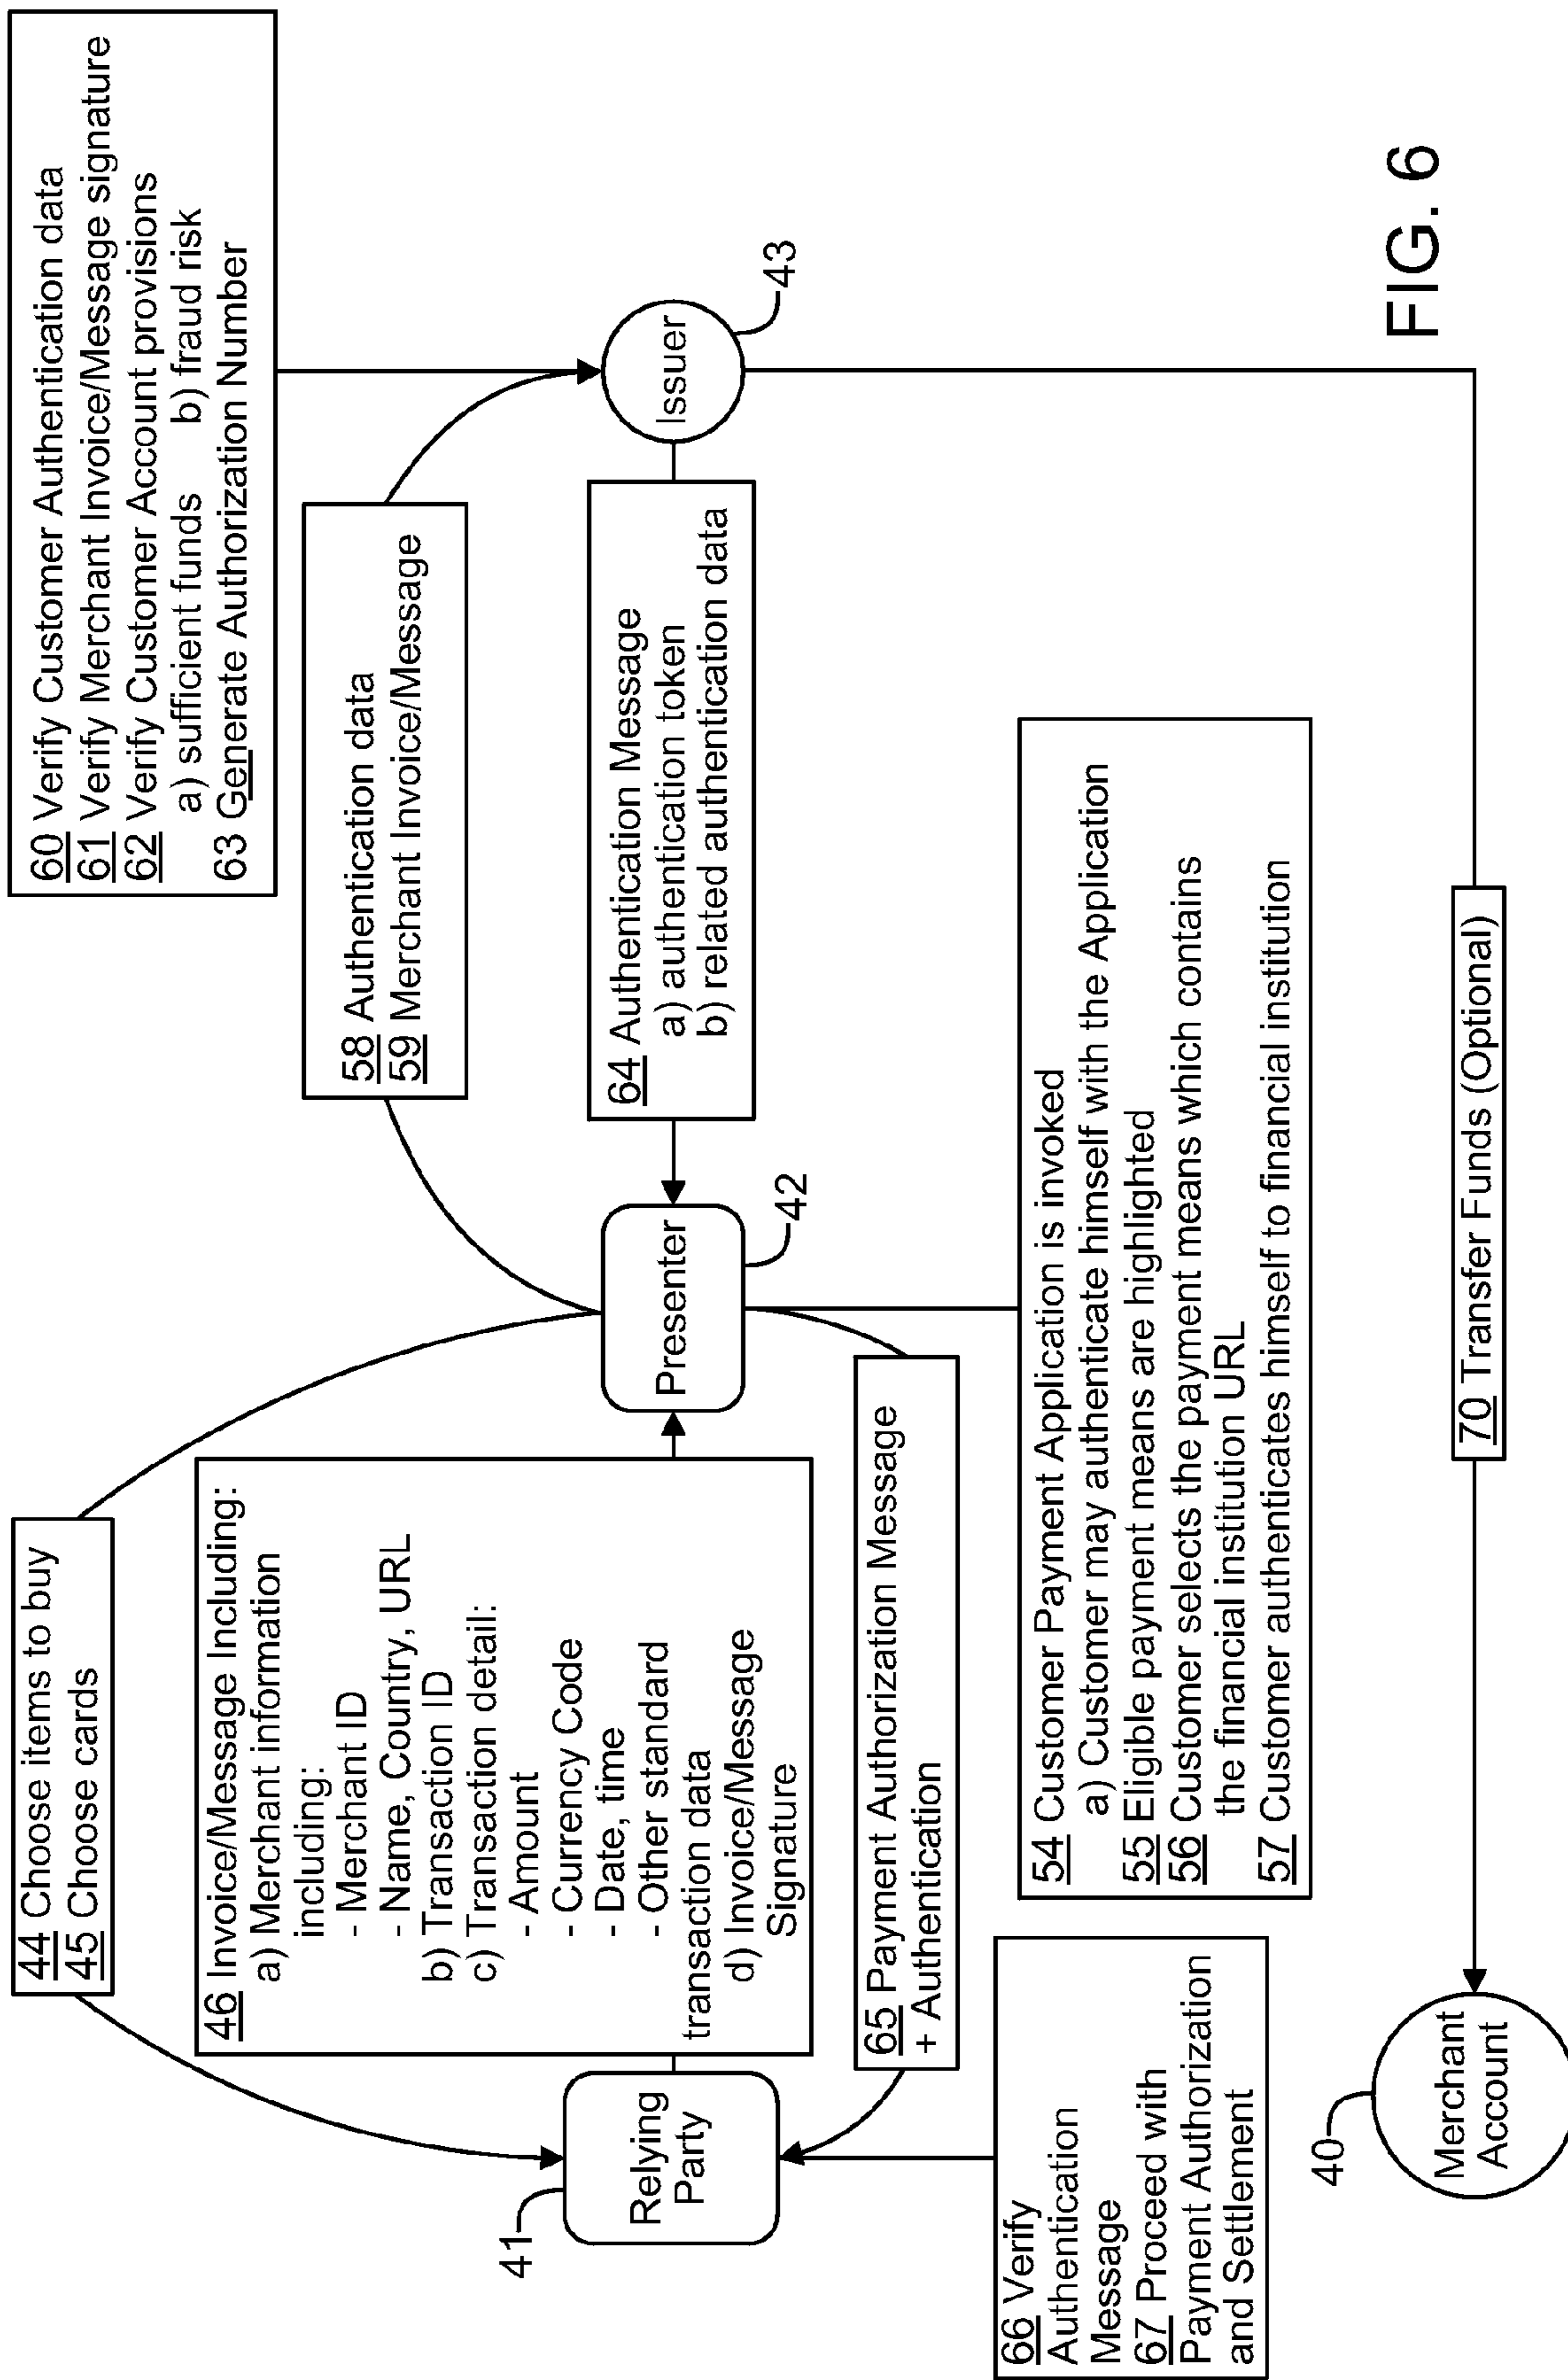 44 Choose items to buy
45 Choose cards
60 Verify Customer Authentication data
61 Verify Merchant Invoice/Message signature
62 Verify Customer Account provisions
a) sufficient funds b) fraud risk
63 Generate Authorization Number
46 Invoice/Message Including:
a) Merchant information
including:
- Merchant ID
- Name, Country, URL
b) Transaction ID
c) Transaction detail:
- Amount
- Currency Code
- Date, time
- Other standard
transaction data
d) Invoice/Message
Signature
58 Authentication data
59 Merchant Invoice/Message
41
Relying
Party
Presenter
42
64 Authentication Message
a) authentication token
b) related authentication data
Issuer
43
65 Payment Authorization Message
+ Authentication
66 Verify
Authentication
Message
67 Proceed with
Payment Authorization
and Settlement
54 Customer Payment Application is invoked
a) Customer may authenticate himself with the Application
55 Eligible payment means are highlighted
56 Customer selects the payment means which contains
the financial institution URL
57 Customer authenticates himself to financial institution
40
Merchant
Account
70 Transfer Funds (Optional)
FIG. 6